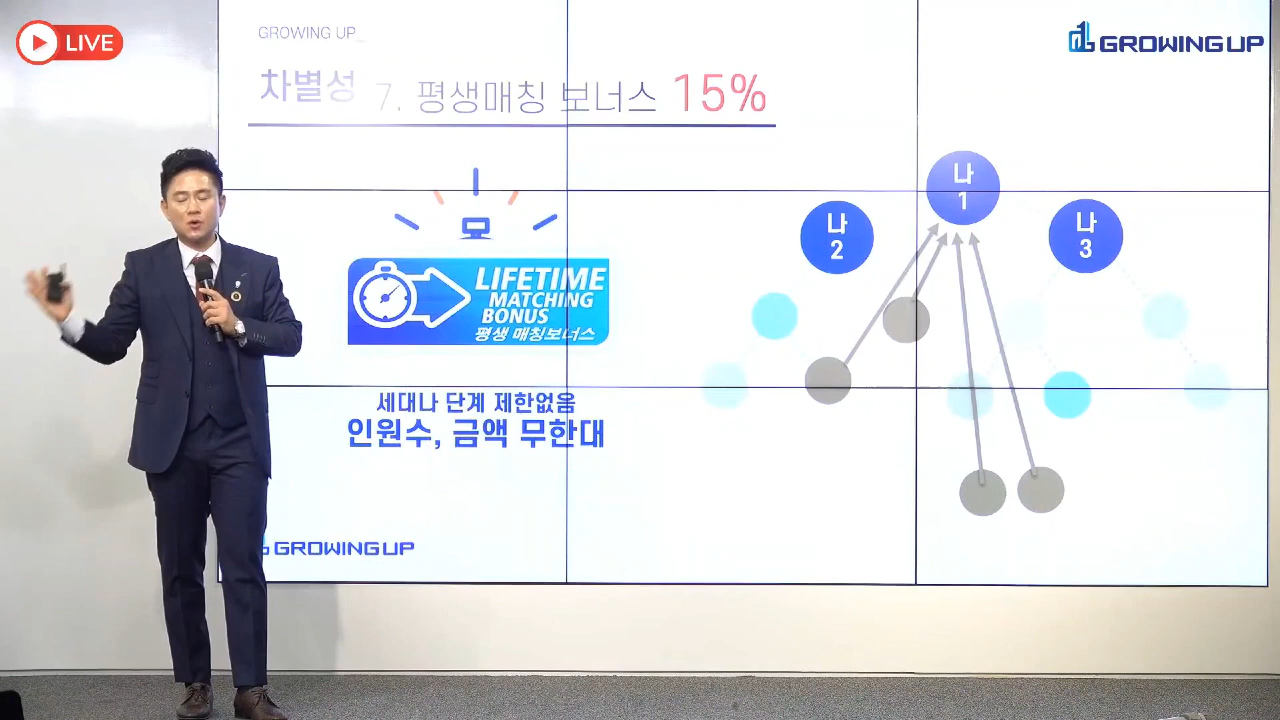 LIVE
GROWING UP_
GROWING UP
차별성 7. 평생매칭 보너스 15%
LIFETIME
MATCHING
BONUS
평생 매칭보너스
세대나 단계 제한없음
인원수, 금액 무한대
나
1
나
2
나
3
GROWING UP